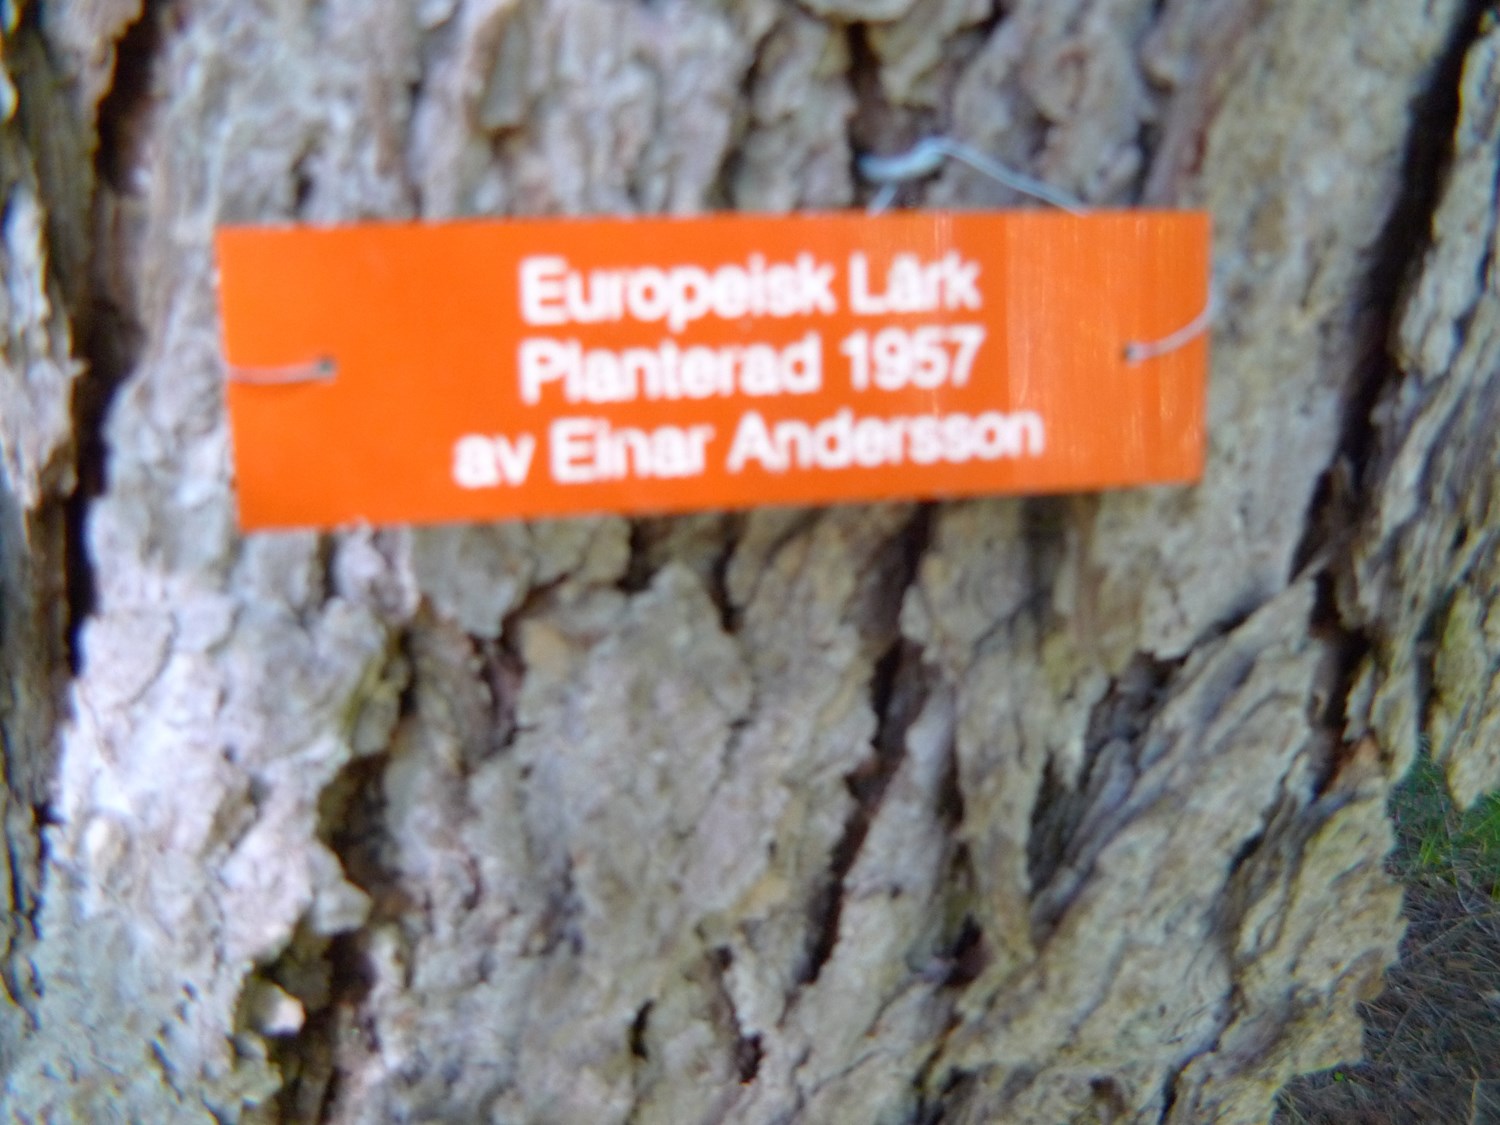 Europeisk Lärk
Planterad 1957
av Einar Andersson